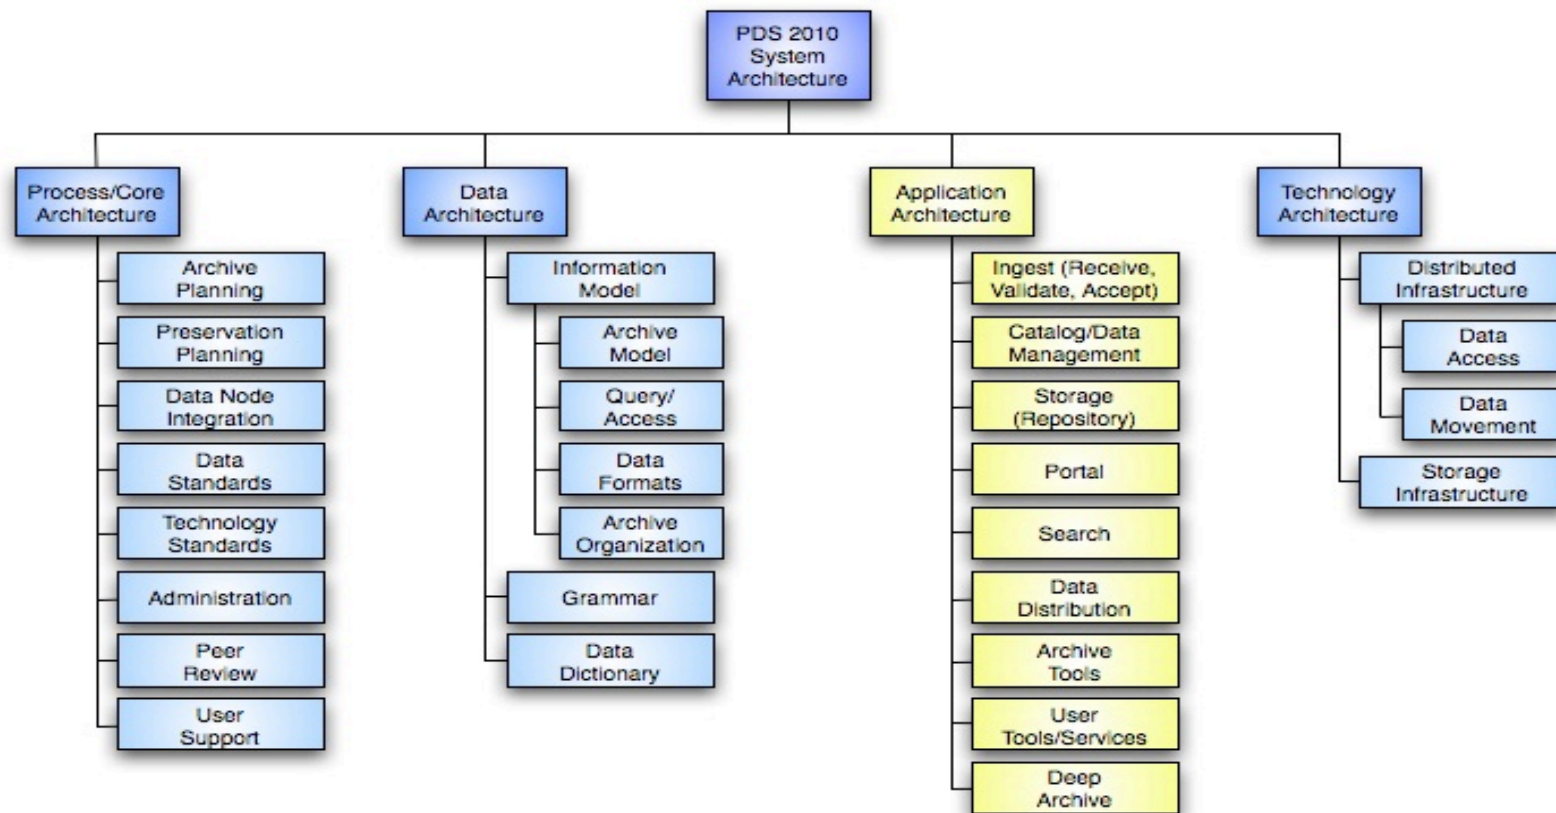 PDS 2010
System
Architecture
Process/Core
Architecture
Archive
Planning
Preservation
Planning
Data Node
Integration
Data
Standards
Technology
Standards
Administration
Peer
Review
User
Support
Data
Architecture
Information
Model
Archive
Model
Query/
Access
Data
Formats
Archive
Organization
Grammar
Data
Dictionary
Application
Architecture
Ingest (Receive,
Validate, Accept)
Catalog/Data
Management
Storage
(Repository)
Portal
Search
Data
Distribution
Archive
Tools
User
Tools/Services
Deep
Archive
Technology
Architecture
Distributed
Infrastructure
Data
Access
Data
Movement
Storage
Infrastructure